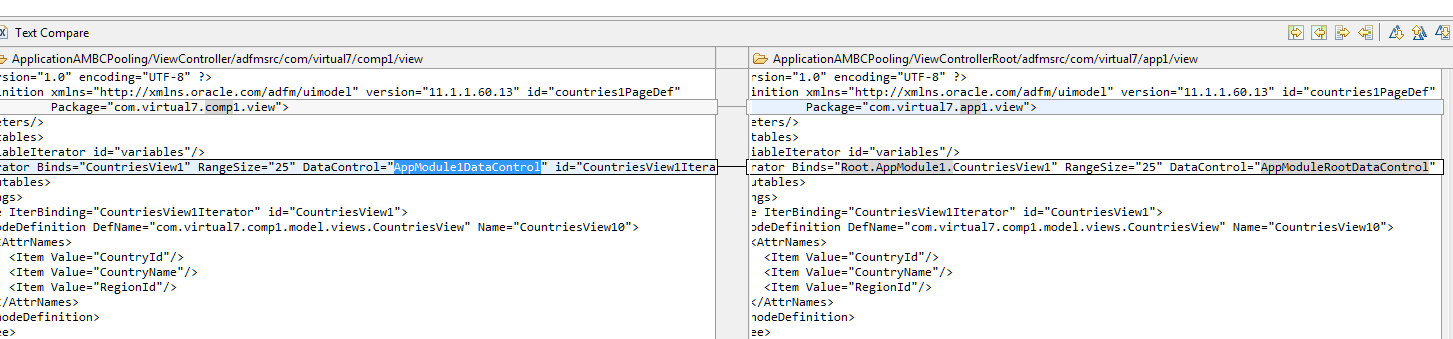 Text Compare
ApplicationAMBCPooling/ViewController/adfmsrc/com/virtual7/comp1/view
rsion="1.0" encoding="UTF-8" ?>
inition xmlns="http://xmlns.oracle.com/adfm/uimodel" version="11.1.1.60.13" id="countries1PageDef"
Package="com.virtual7.comp1.view">
eters/>
tables>
iableIterator id="variables"/>
rator Binds="CountriesView1" RangeSize="25" DataControl="AppModule1DataControl" id="CountriesView1Itera
utables>
ngs>
e IterBinding="CountriesView1Iterator" id="CountriesView1">
odeDefinition DefName="com.virtual7.comp1.model.views.CountriesView" Name="CountriesView10">
<AttrNames>
<Item Value="CountryId"/>
<Item Value="CountryName"/>
<Item Value="RegionId"/>
</AttrNames>
nodeDefinition>
ee>
ApplicationAMBCPooling/ViewControllerRoot/adfmsrc/com/virtual7/app1/view
rsion="1.0" encoding="UTF-8" ?>
inition xmlns="http://xmlns.oracle.com/adfm/uimodel" version="11.1.1.60.13" id="countries1PageDef"
Package="com.virtual7.app1.view">
eters/>
tables>
iableIterator id="variables"/>
rator Binds="Root.AppModule1.CountriesView1" RangeSize="25" DataControl="AppModuleRootDataControl"
utables>
ngs>
e IterBinding="CountriesView1Iterator" id="CountriesView1">
odeDefinition DefName="com.virtual7.comp1.model.views.CountriesView" Name="CountriesView10">
<AttrNames>
<Item Value="CountryId"/>
<Item Value="CountryName"/>
<Item Value="RegionId"/>
</AttrNames>
nodeDefinition>
ee>